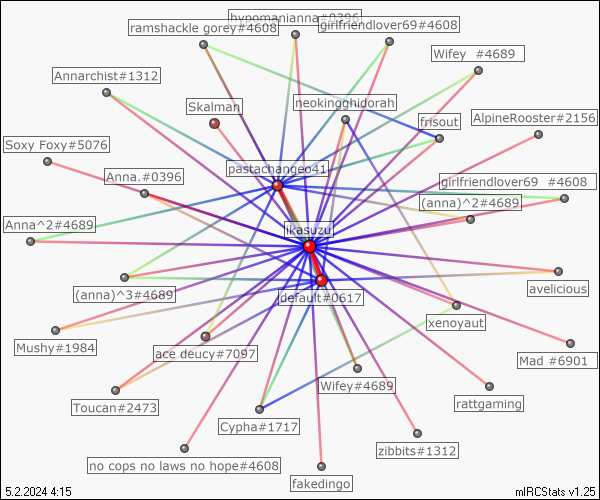 hypomanianna#0396
ramshackle gorey#4608
girlfriendlover69#4608
Wifey #4689
Annarchist#1312
Skalman
neokingghidorah
frisout
AlpineRooster#2156
Soxy Foxy#5076
pastachangeo41
Anna.#0396
girlfriendlover69 #4608
(anna)^2#4689
Anna^2#4689
ikasuzu
(anna)^3#4689
default#0617
avelicious
xenoyaut
Mushy#1984
ace deucy#7097
Mad #6901
Wifey#4689
Toucan#2473
rattgaming
Cypha#1717
zibbits#1312
no cops no laws no hope#4608
fakedingo
5.2.2024 4:15
mIRCStats v1.25